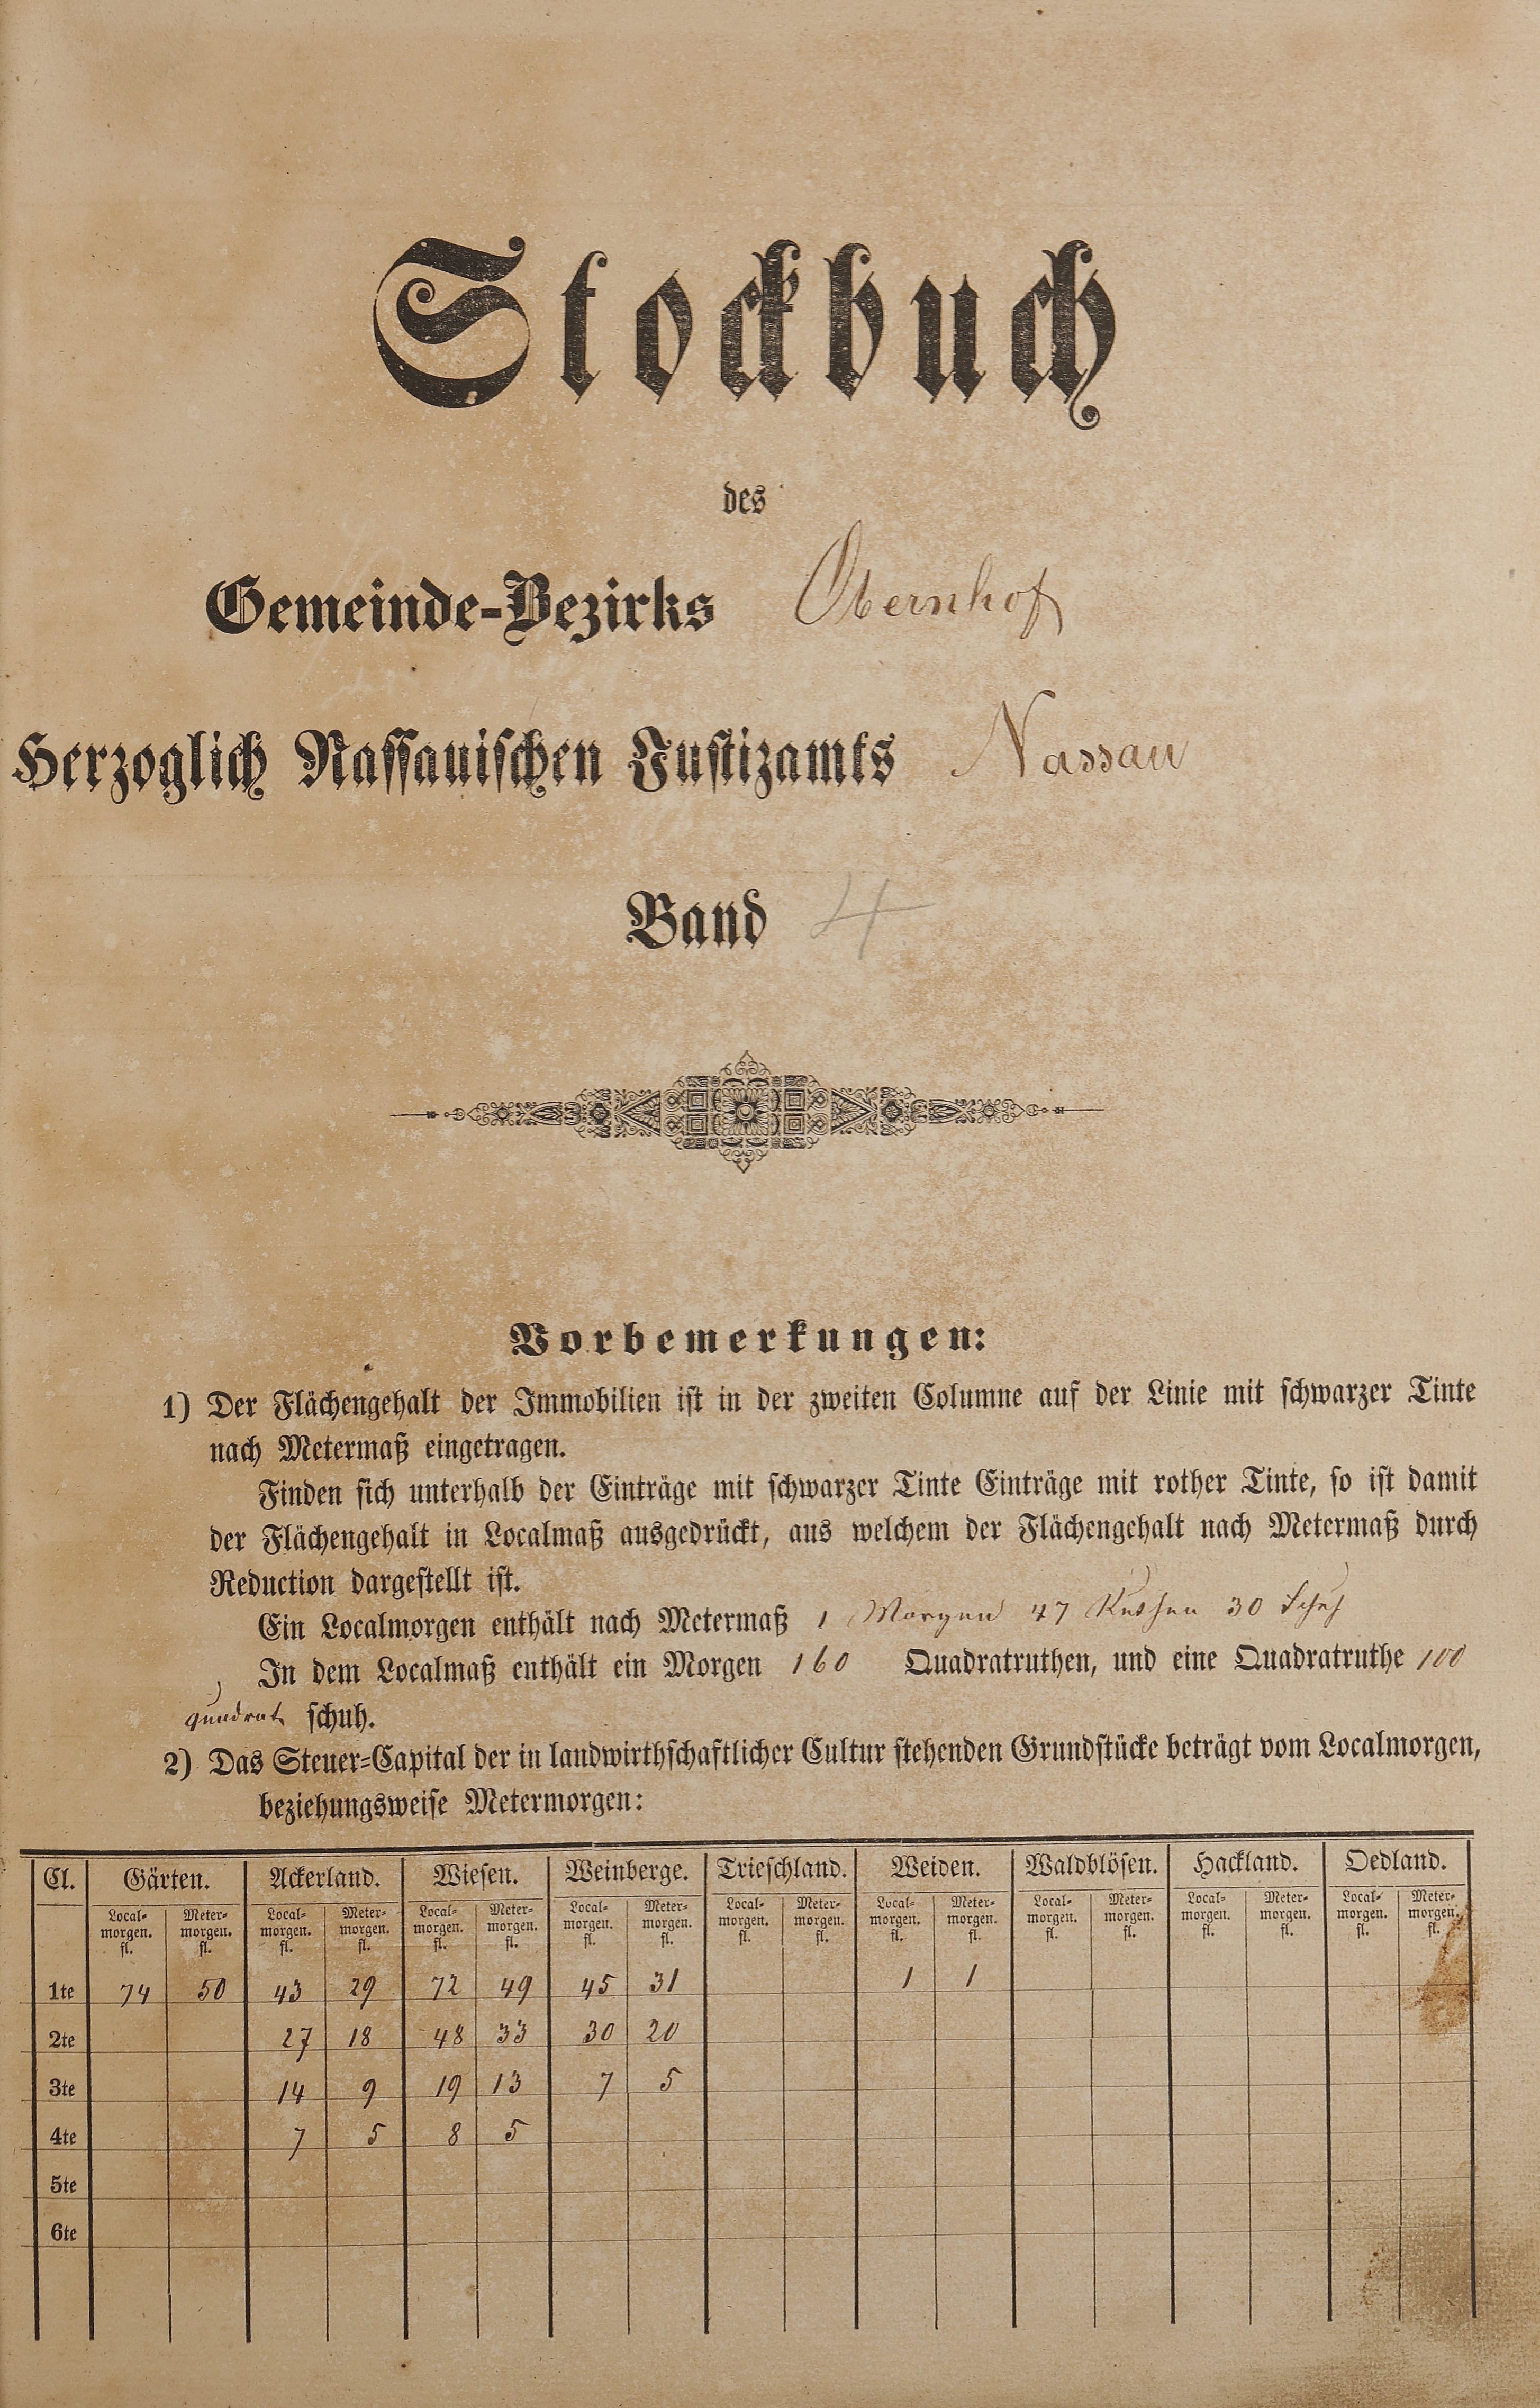 Stockbuch
des
Gemeinde-Bezirks Obernhof
Herzoglich Nassauischen Justizamts Nassau
Band 4
Vorbemerkungen:
1) Der Flächengehalt der Immobilien ist in der zweiten Columne auf der Linie mit schwarzer Tinte
nach Metermaß eingetragen.
Finden sich unterhalb der Einträge mit schwarzer Tinte Einträge mit rother Tinte, so ist damit
der Flächengehalt in Localmaß ausgedrückt, aus welchem der Flächengehalt nach Metermaß durch
Reduction dargestellt ist.
Ein Localmorgen enthält nach Metermaß 1 Morgen 47 Ruthen 30 Schuh
In dem Localmaß enthält ein Morgen 160 Quadratruthen, und eine Quadratruthe 100
quadrat schuh.
2) Das Steuer-Capital der in landwirthschaftlicher Cultur stehenden Grundstücke beträgt vom Localmorgen,
beziehungsweise Metermorgen:
Cl. Gärten. Ackerland. Wiesen. Weinberge. Trieschland. Weiden. Waldblösen. Hackland. Oedland.
Local- Meter- Local- Meter- Local- Meter- Local- Meter- Local- Meter- Local- Meter- Local- Meter- Local- Meter- Local- Meter-
morgen. morgen. morgen. morgen. morgen. morgen. morgen. morgen. morgen. morgen. morgen. morgen. morgen. morgen. morgen. morgen. morgen. morgen.
fl. fl. fl. fl. fl. fl. fl. fl. fl. fl. fl. fl. fl. fl. fl. fl. fl. fl.
1te 74 50 43 29 72 49 45 31 1 1
2te 27 18 48 33 30 20
3te 14 9 19 13 7 5
4te 7 5 8 5
5te
6te